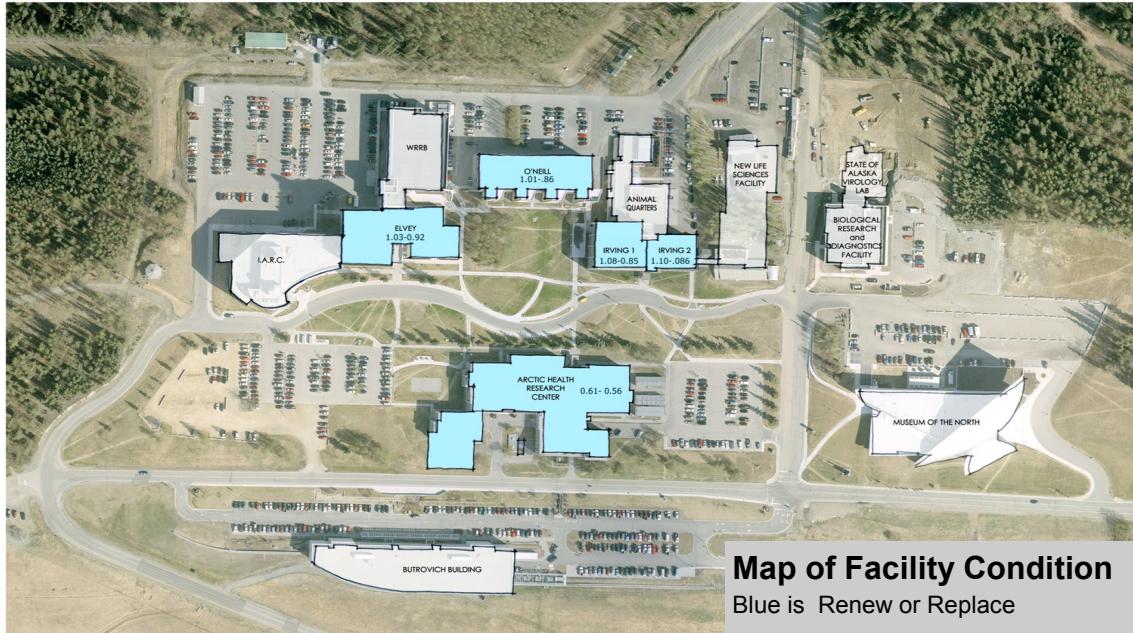 WRRB
O'NEILL
1.01-.86
ANIMAL
QUARTERS
NEW LIFE
SCIENCES
FACILITY
STATE OF
ALASKA
VIROLOGY
LAB
BIOLOGICAL
RESEARCH
and
DIAGNOSTICS
FACILITY
ELVEY
1.03-0.92
I.A.R.C.
IRVING 1
1.08-0.85
IRVING 2
1.10-.086
ARCTIC HEALTH
RESEARCH
CENTER
0.61- 0.56
MUSEUM OF THE NORTH
BUTROVICH BUILDING
Map of Facility Condition
Blue is Renew or Replace